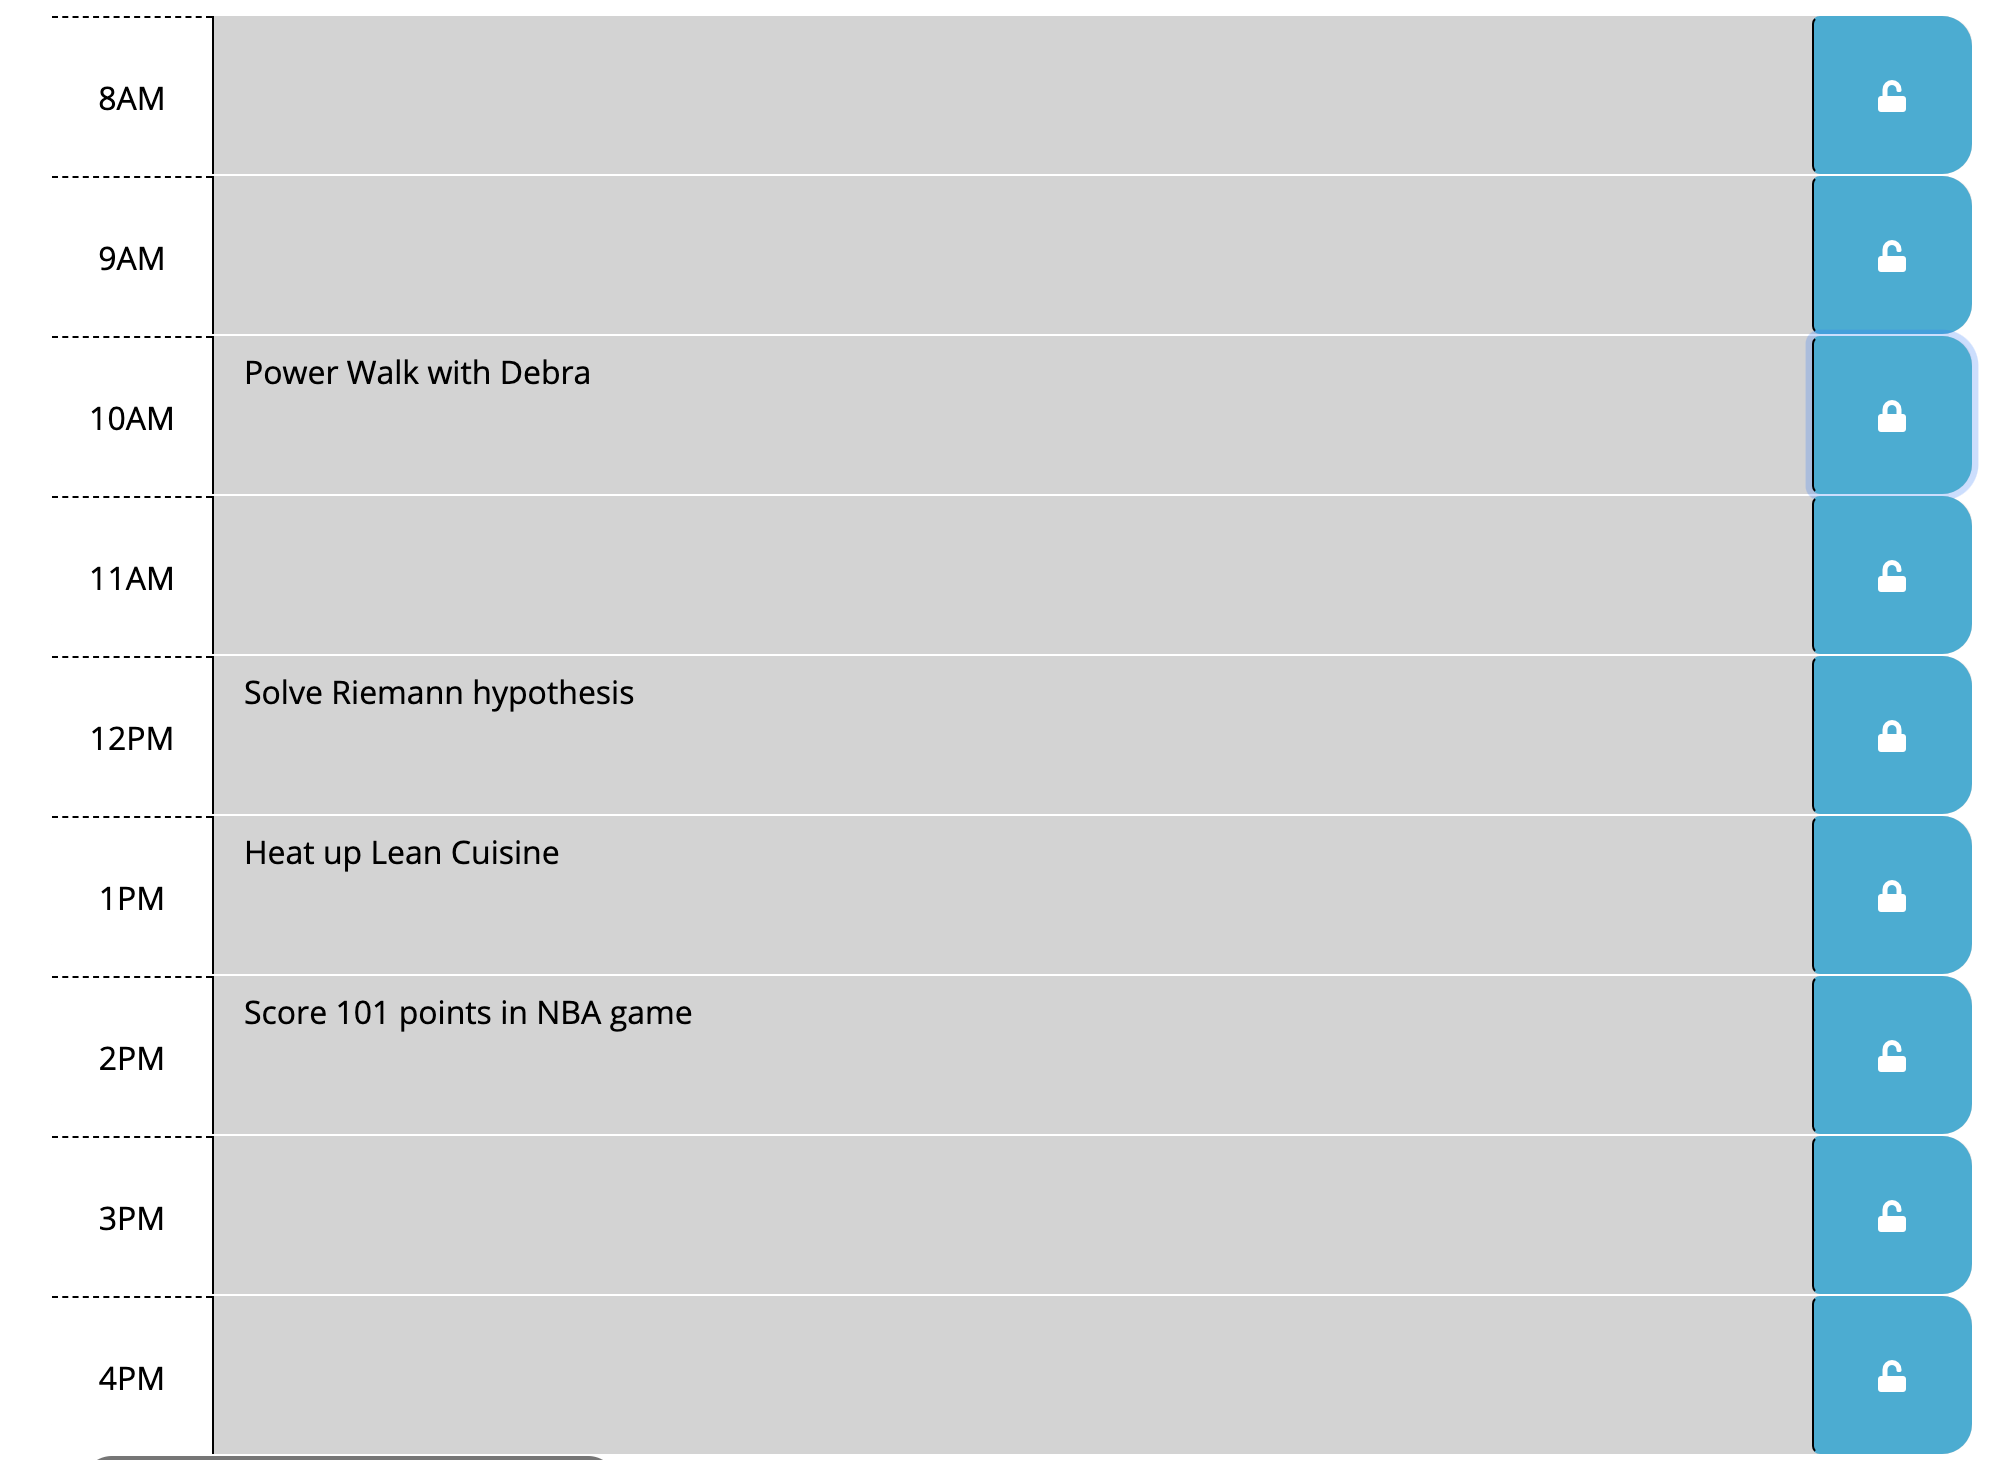 8AM
9AM
Power Walk with Debra
10AM
11AM
Solve Riemann hypothesis
12PM
Heat up Lean Cuisine
1PM
Score 101 points in NBA game
2PM
3PM
4PM